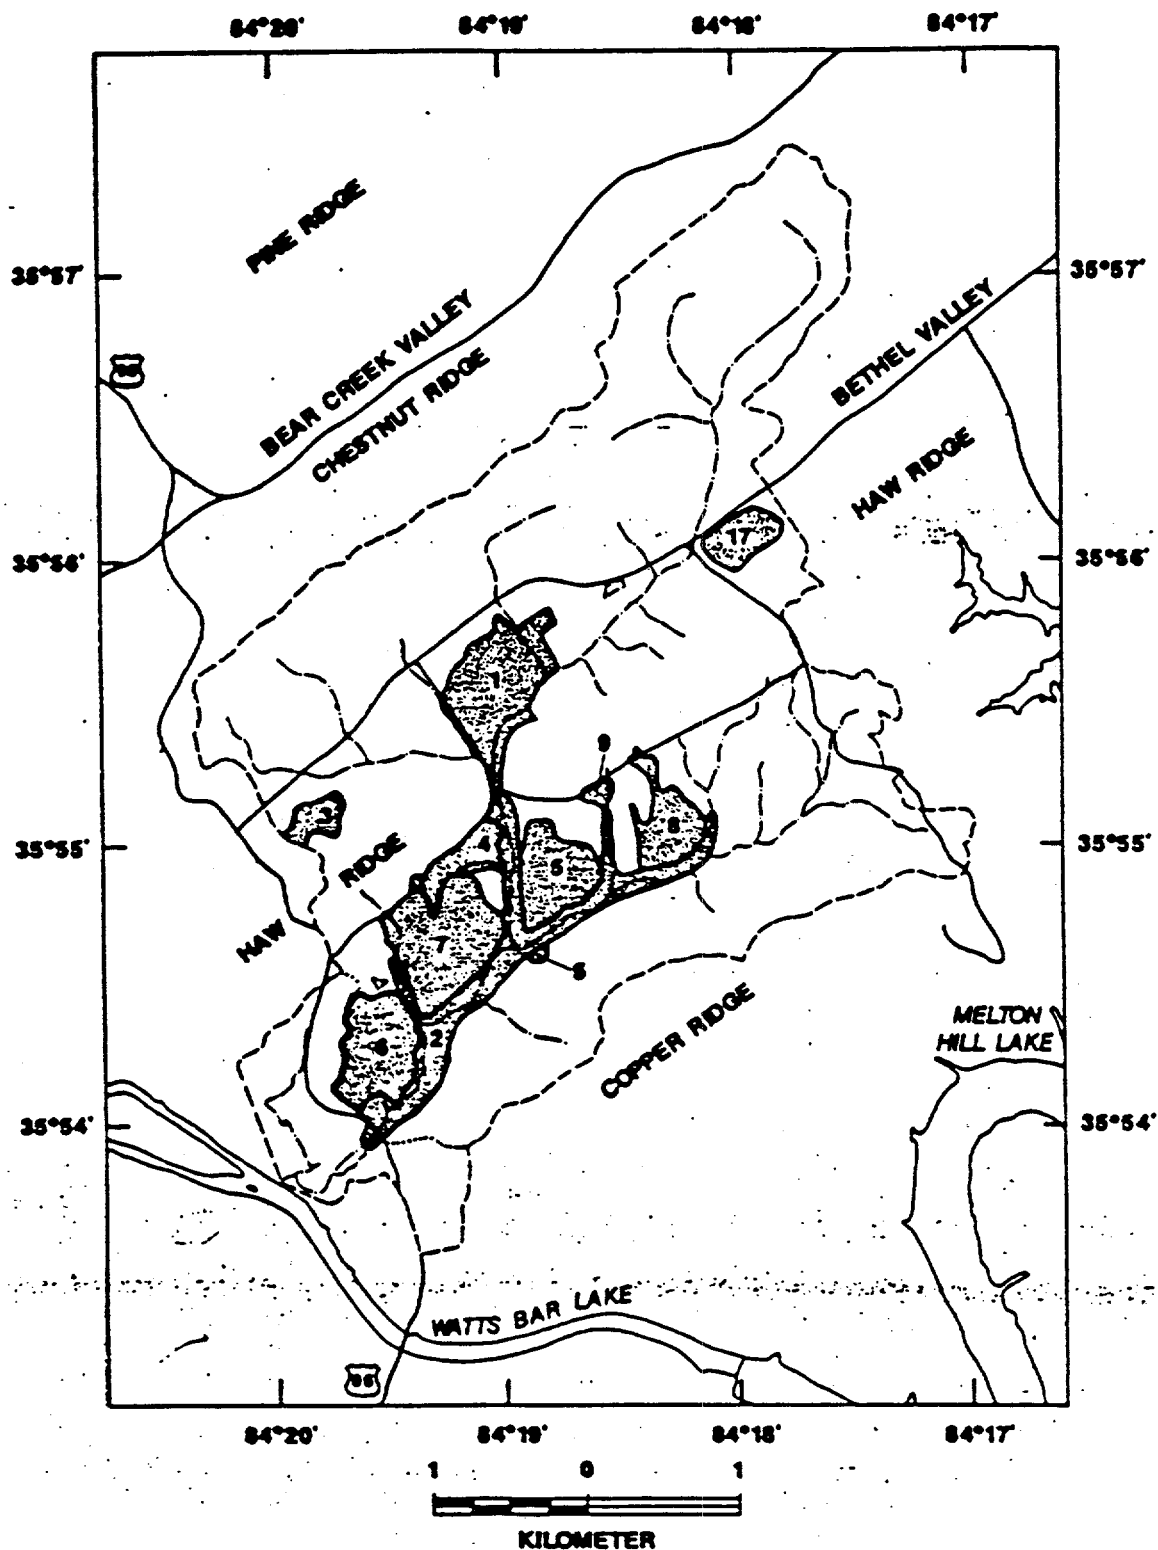 84°20' 84°19' 84°18' 84°17'
PINE RIDGE
35°57' 35°57'
BEAR CREEK VALLEY
CHESTNUT RIDGE
BETHEL VALLEY
95
HAW RIDGE
17
35°56' 35°56'
1
9
3
35°55' 35°55'
4
8
5
HAW RIDGE
7
5
2
6
COPPER RIDGE
MELTON
HILL LAKE
35°54' 35°54'
WATTS BAR LAKE
95
84°20' 84°19' 84°18' 84°17'
1 0 1
KILOMETER